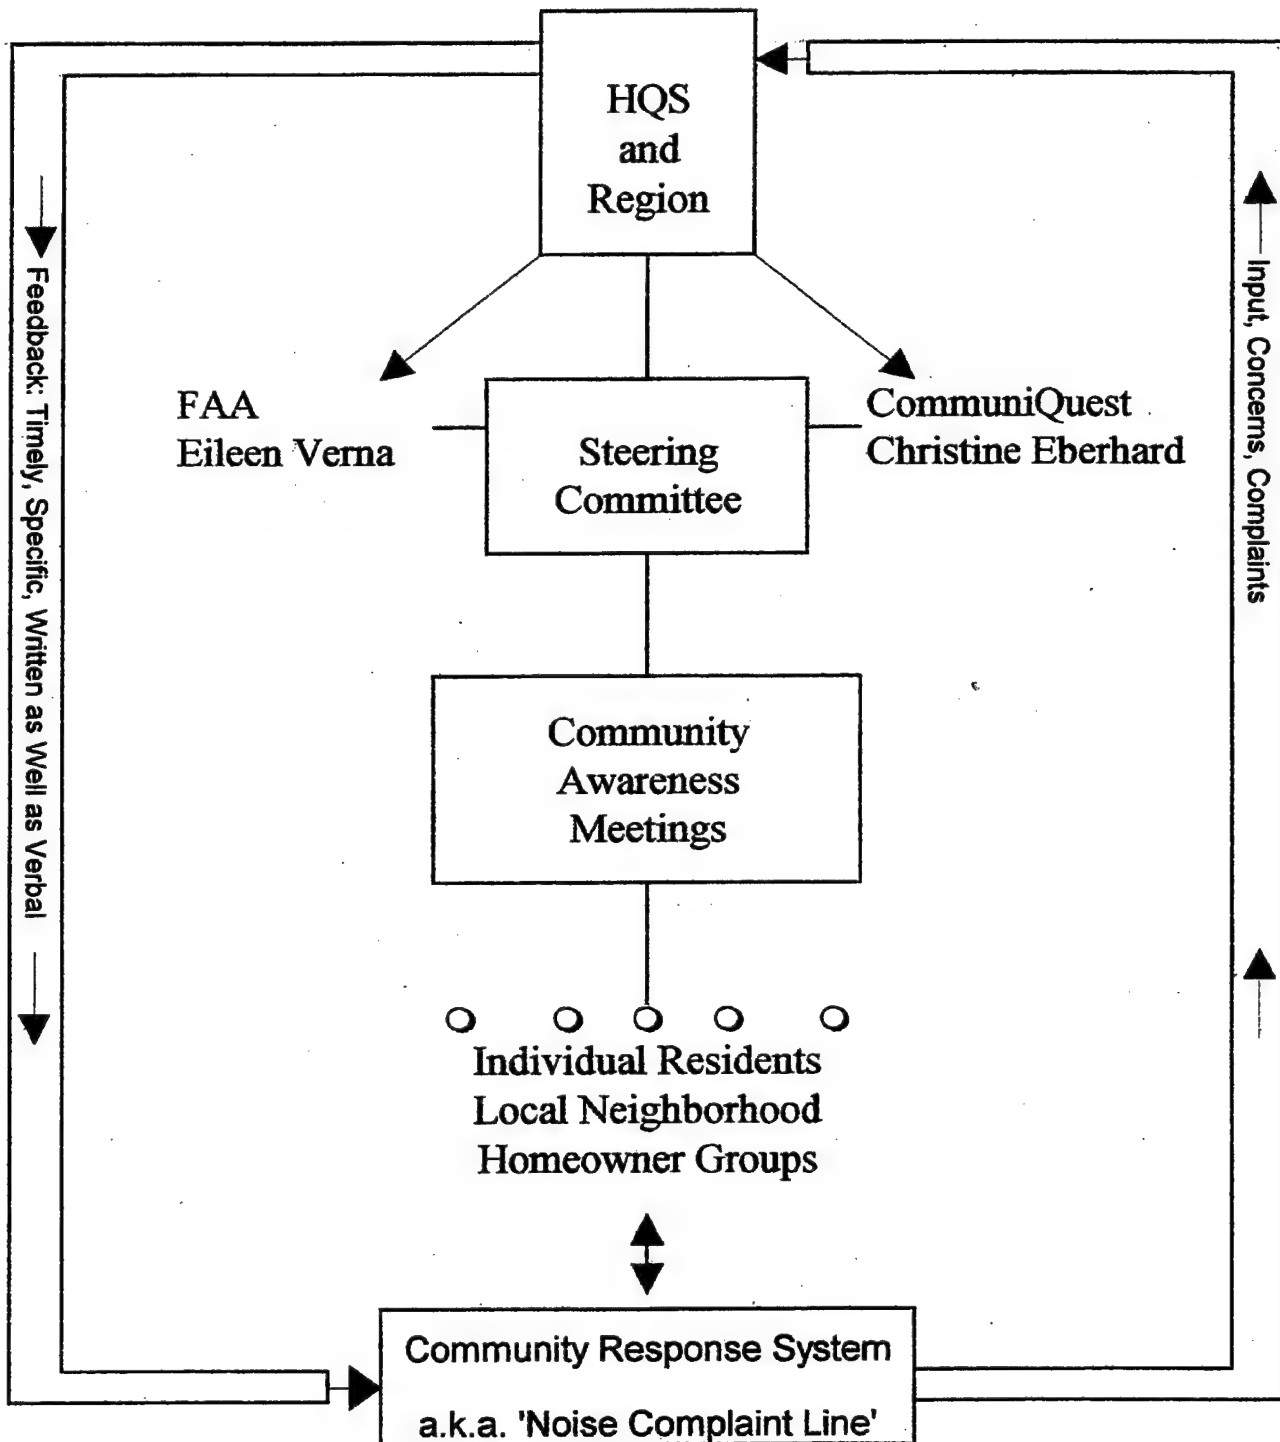 HQS
and
Region
FAA
Eileen Verna
Steering
Committee
CommuniQuest
Christine Eberhard
Feedback: Timely, Specific, Written as Well as Verbal
Input, Concerns, Complaints
Community
Awareness
Meetings
Individual Residents
Local Neighborhood
Homeowner Groups
Community Response System
a.k.a. 'Noise Complaint Line'